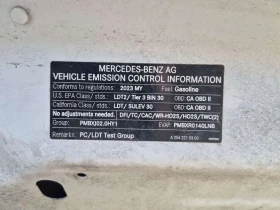 MERCEDES-BENZ AG
VEHICLE EMISSION CONTROL INFORMATION
Conforms to regulations: 2023 MY Fuel: Gasoline
U.S. EPA Class/ stds.: LDT2/ Tier 3 BIN 30 OBD: CA OBD II
California Class/ stds.: LDT/ SULEV 30 OBD: CA OBD II
No adjustments needed. DFI/TC/CAC/WR-HO2S/HO2S/TWC(2)
Group: PMBXJ02.0HY1 EVAP: PMBXR0140LNB
Remarks: PC/LDT Test Group